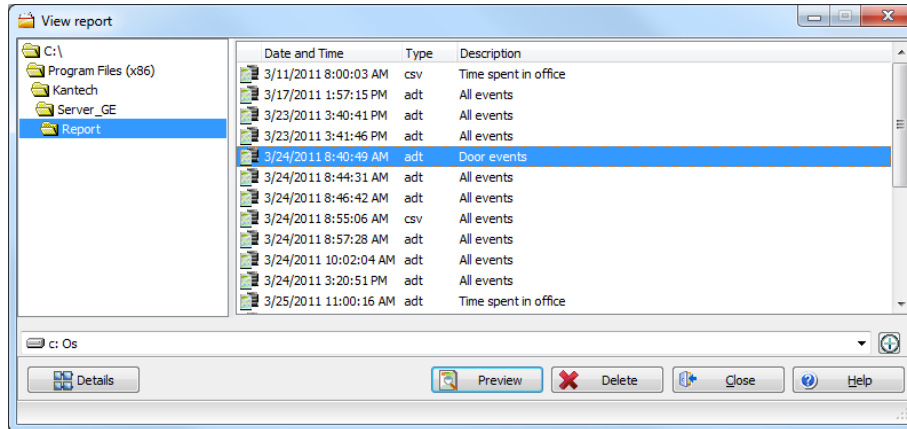 View report
C:\
Program Files (x86)
Kantech
Server_GE
Report
Date and Time Type Description
3/11/2011 8:00:03 AM csv Time spent in office
3/17/2011 1:57:15 PM adt All events
3/23/2011 3:40:41 PM adt All events
3/23/2011 3:41:46 PM adt All events
3/24/2011 8:40:49 AM adt Door events
3/24/2011 8:44:31 AM adt All events
3/24/2011 8:46:42 AM adt All events
3/24/2011 8:55:06 AM csv All events
3/24/2011 8:57:28 AM adt All events
3/24/2011 10:02:04 AM adt All events
3/24/2011 3:20:51 PM adt All events
3/25/2011 11:00:16 AM adt Time spent in office
c: Os
Details Preview Delete Close Help